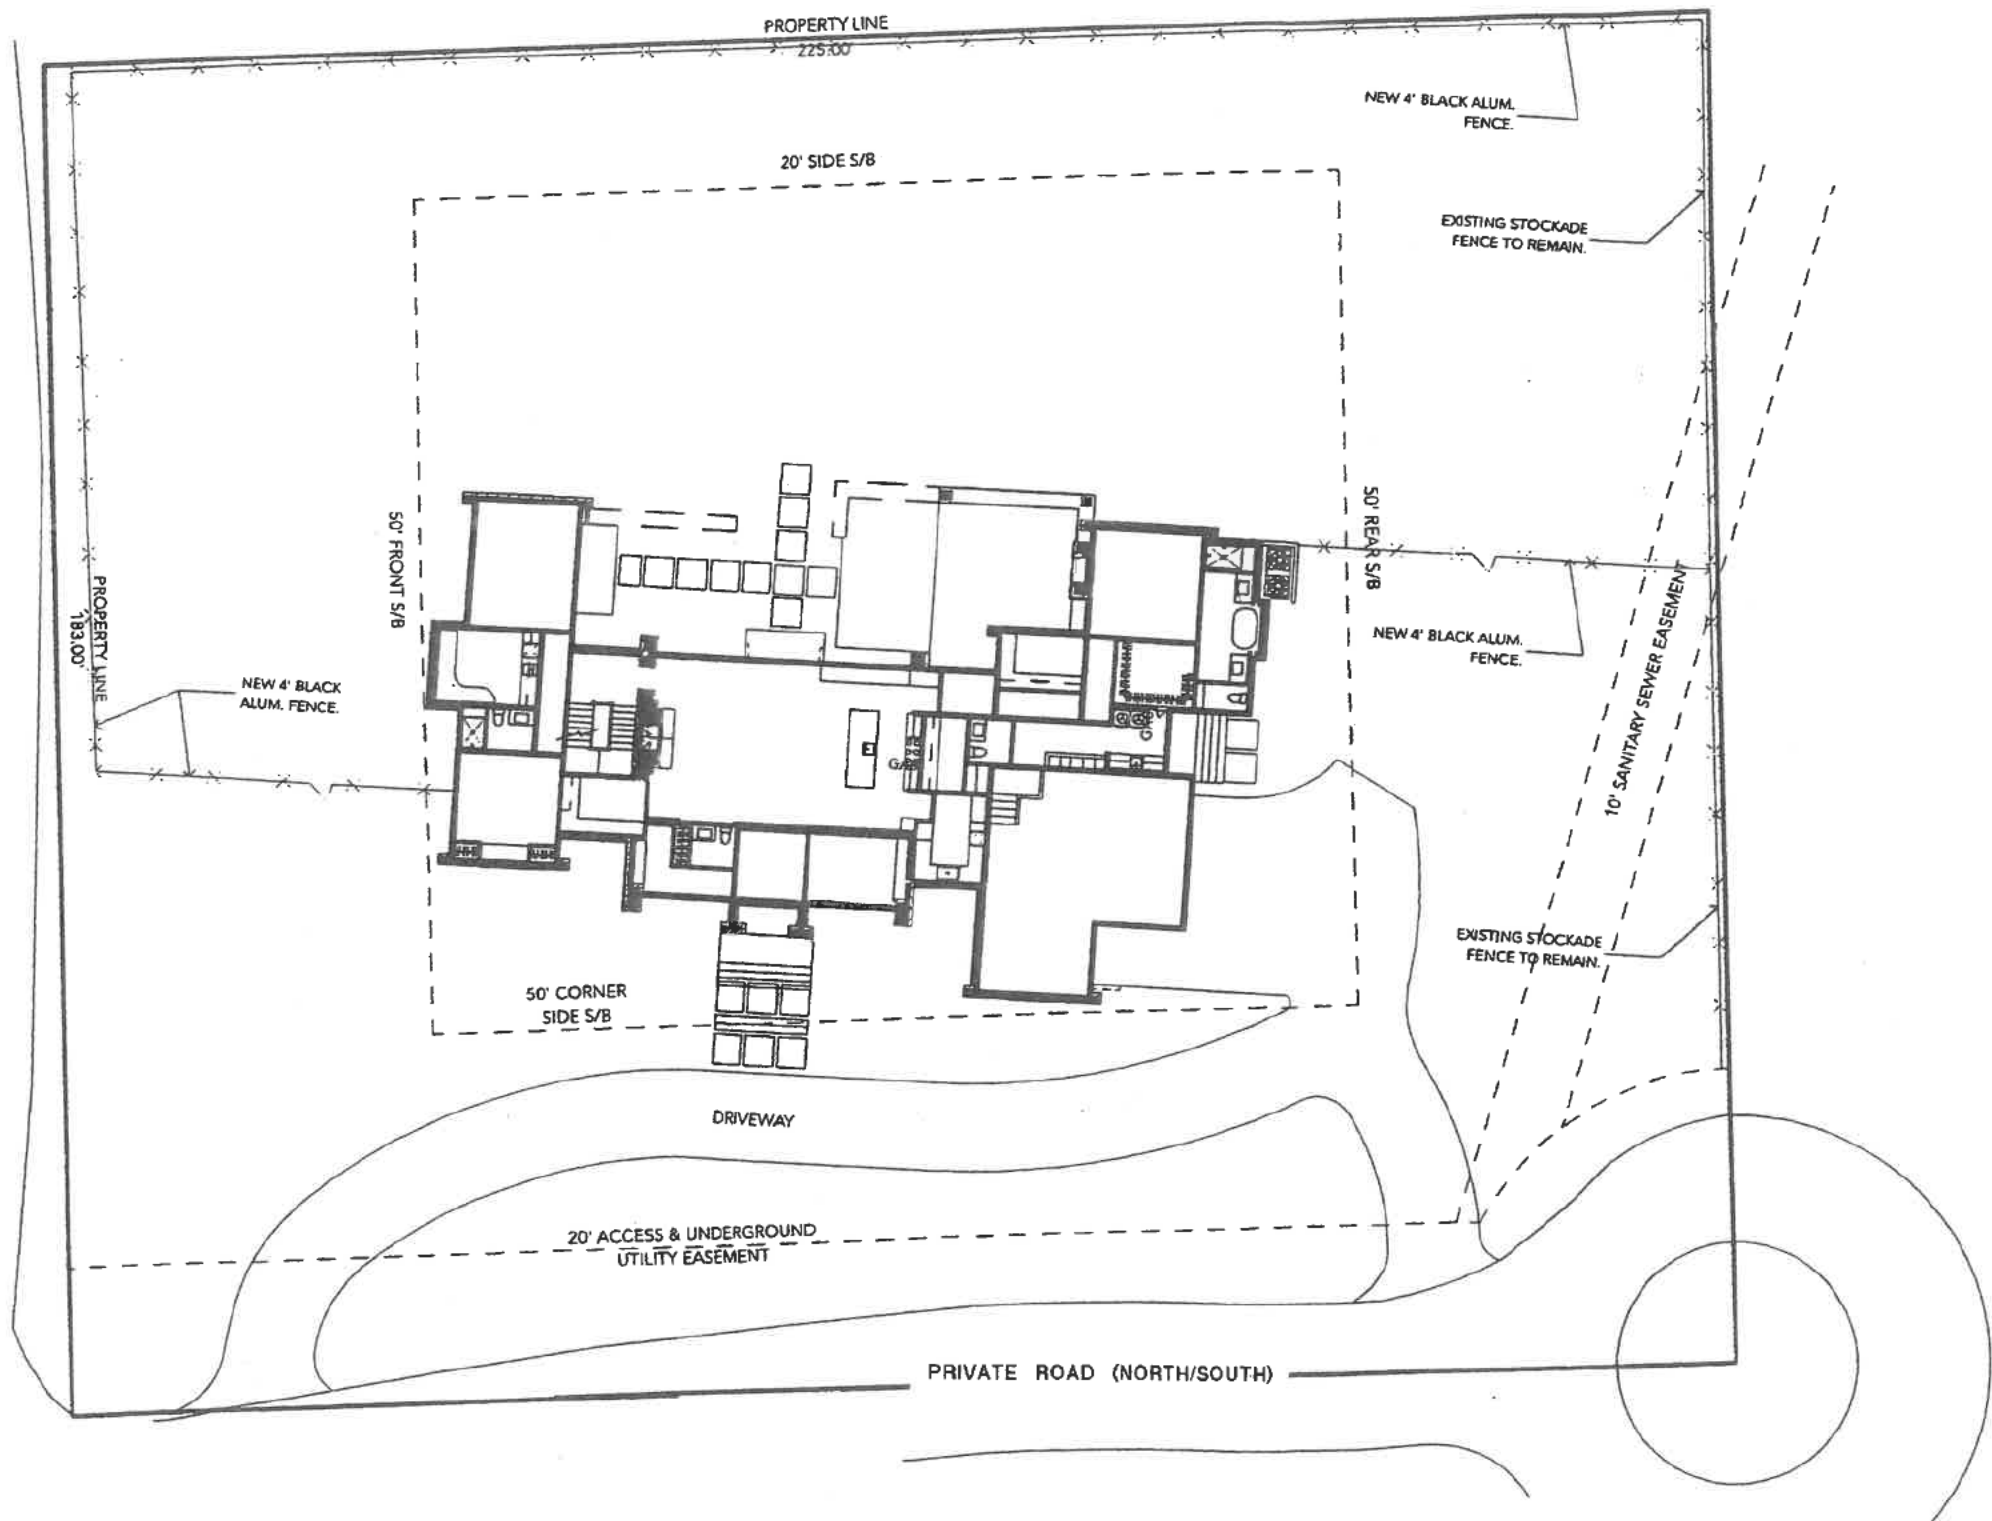 PROPERTY LINE
225.00'
NEW 4' BLACK ALUM.
FENCE.
20' SIDE S/B
EXISTING STOCKADE
FENCE TO REMAIN.
50' FRONT S/B
50' REAR S/B
PROPERTY LINE
183.00'
NEW 4' BLACK
ALUM. FENCE.
NEW 4' BLACK ALUM.
FENCE.
10' SANITARY SEWER EASEMENT
EXISTING STOCKADE
FENCE TO REMAIN.
50' CORNER
SIDE S/B
DRIVEWAY
20' ACCESS & UNDERGROUND
UTILITY EASEMENT
PRIVATE ROAD (NORTH/SOUTH)